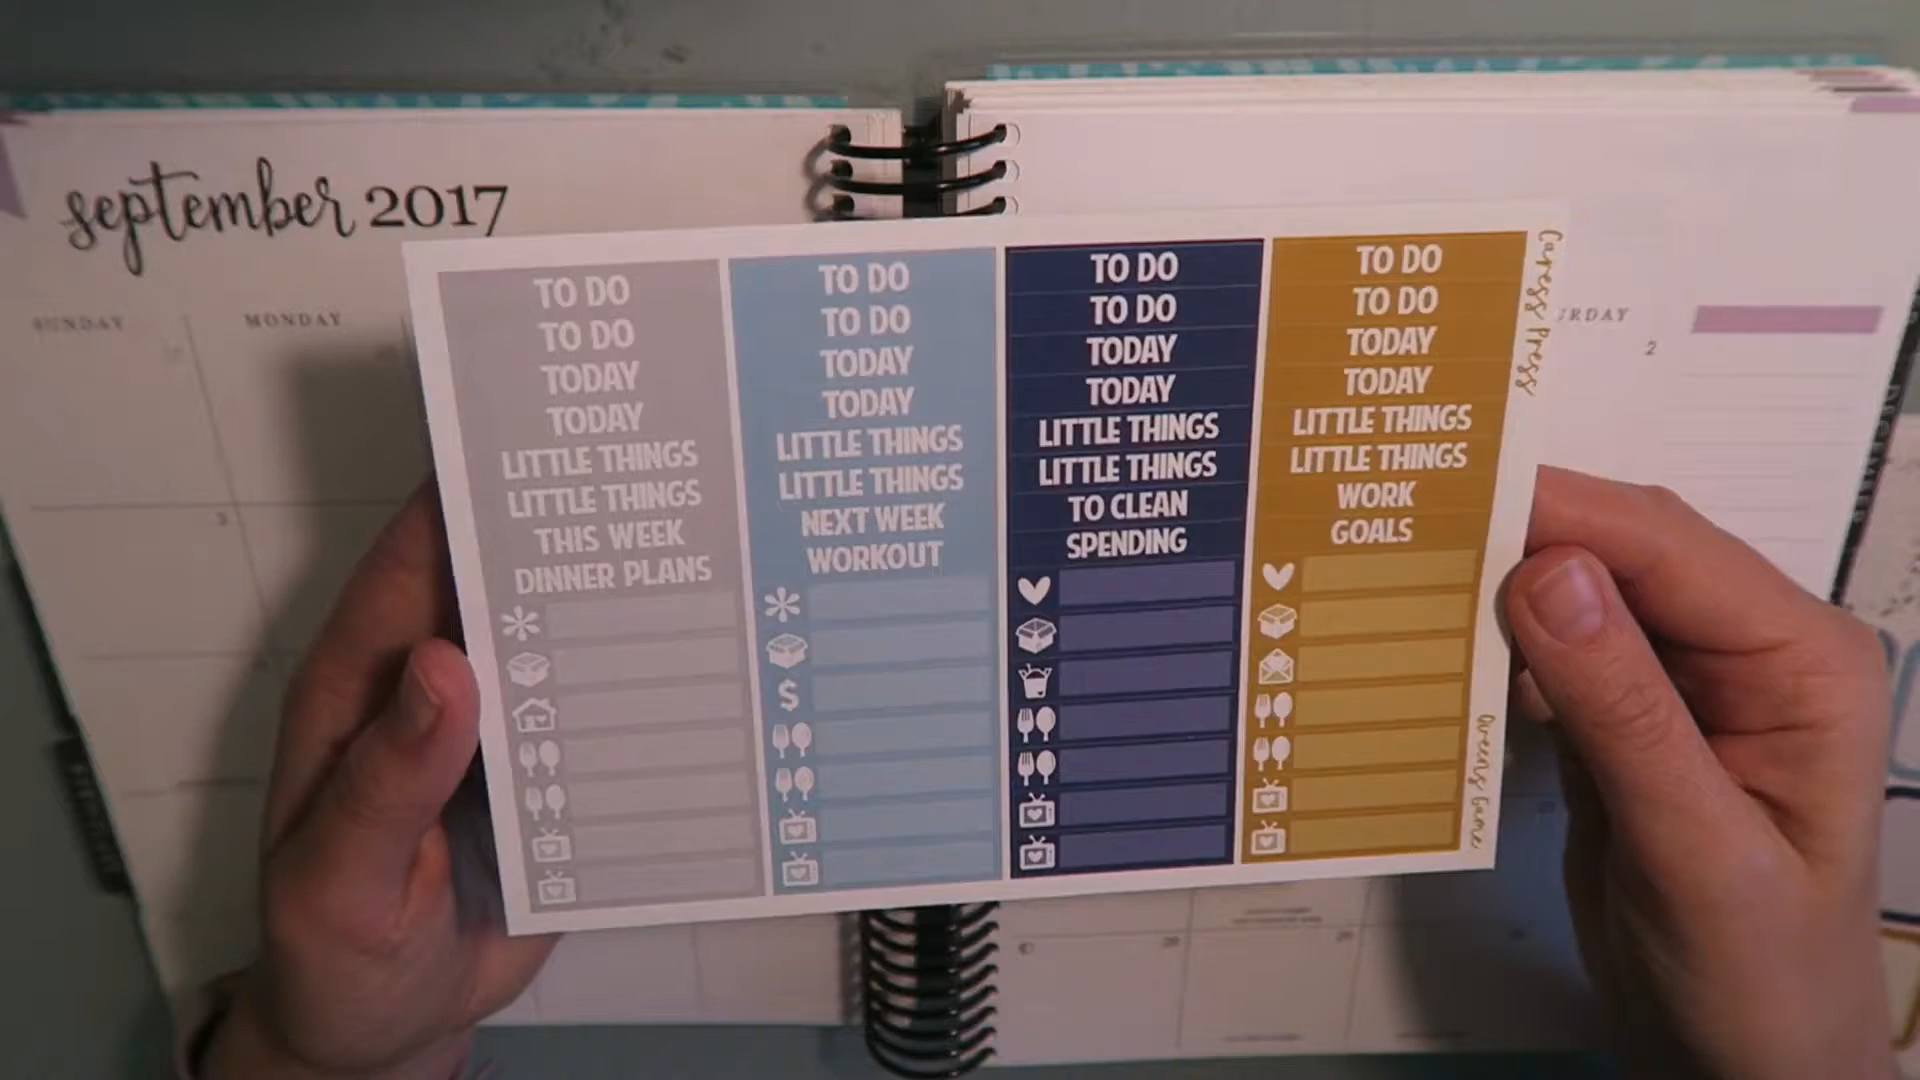 september 2017
SUNDAY
MONDAY
2
3
TO DO
TO DO
TODAY
TODAY
LITTLE THINGS
LITTLE THINGS
THIS WEEK
DINNER PLANS
TO DO
TO DO
TODAY
TODAY
LITTLE THINGS
LITTLE THINGS
NEXT WEEK
WORKOUT
$
TO DO
TO DO
TODAY
TODAY
LITTLE THINGS
LITTLE THINGS
TO CLEAN
SPENDING
TO DO
TO DO
TODAY
TODAY
LITTLE THINGS
LITTLE THINGS
WORK
GOALS
Caress Press
Queens Game